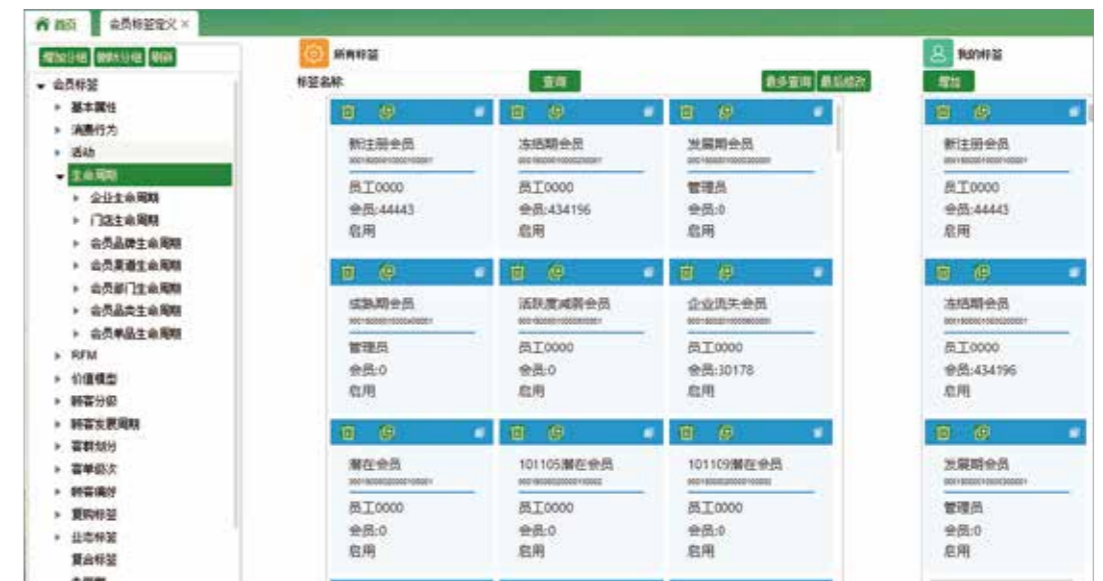 首页 会员标签定义 ×
增加分组 删除分组 刷新
所有标签
我的标签
标签名称: 查询 最多查询 最后修改
增加
会员标签
基本属性
消费行为
活动
生命周期
企业生命周期
门店生命周期
会员品牌生命周期
会员渠道生命周期
会员部门生命周期
会员品类生命周期
会员单品生命周期
RFM
价值模型
顾客分级
顾客发展周期
客群划分
客单级次
顾客偏好
复购标签
业态标签
复合标签
新注册会员
员工0000
会员:44443
启用
冻结期会员
员工0000
会员:434196
启用
发展期会员
管理员
会员:0
启用
成熟期会员
管理员
会员:0
启用
活跃度减弱会员
员工0000
会员:0
启用
企业流失会员
员工0000
会员:30178
启用
潜在会员
员工0000
会员:0
启用
101105潜在会员
员工0000
会员:0
启用
101109潜在会员
员工0000
会员:0
启用
新注册会员
员工0000
会员:44443
启用
冻结期会员
员工0000
会员:434196
启用
发展期会员
管理员
会员:0
启用